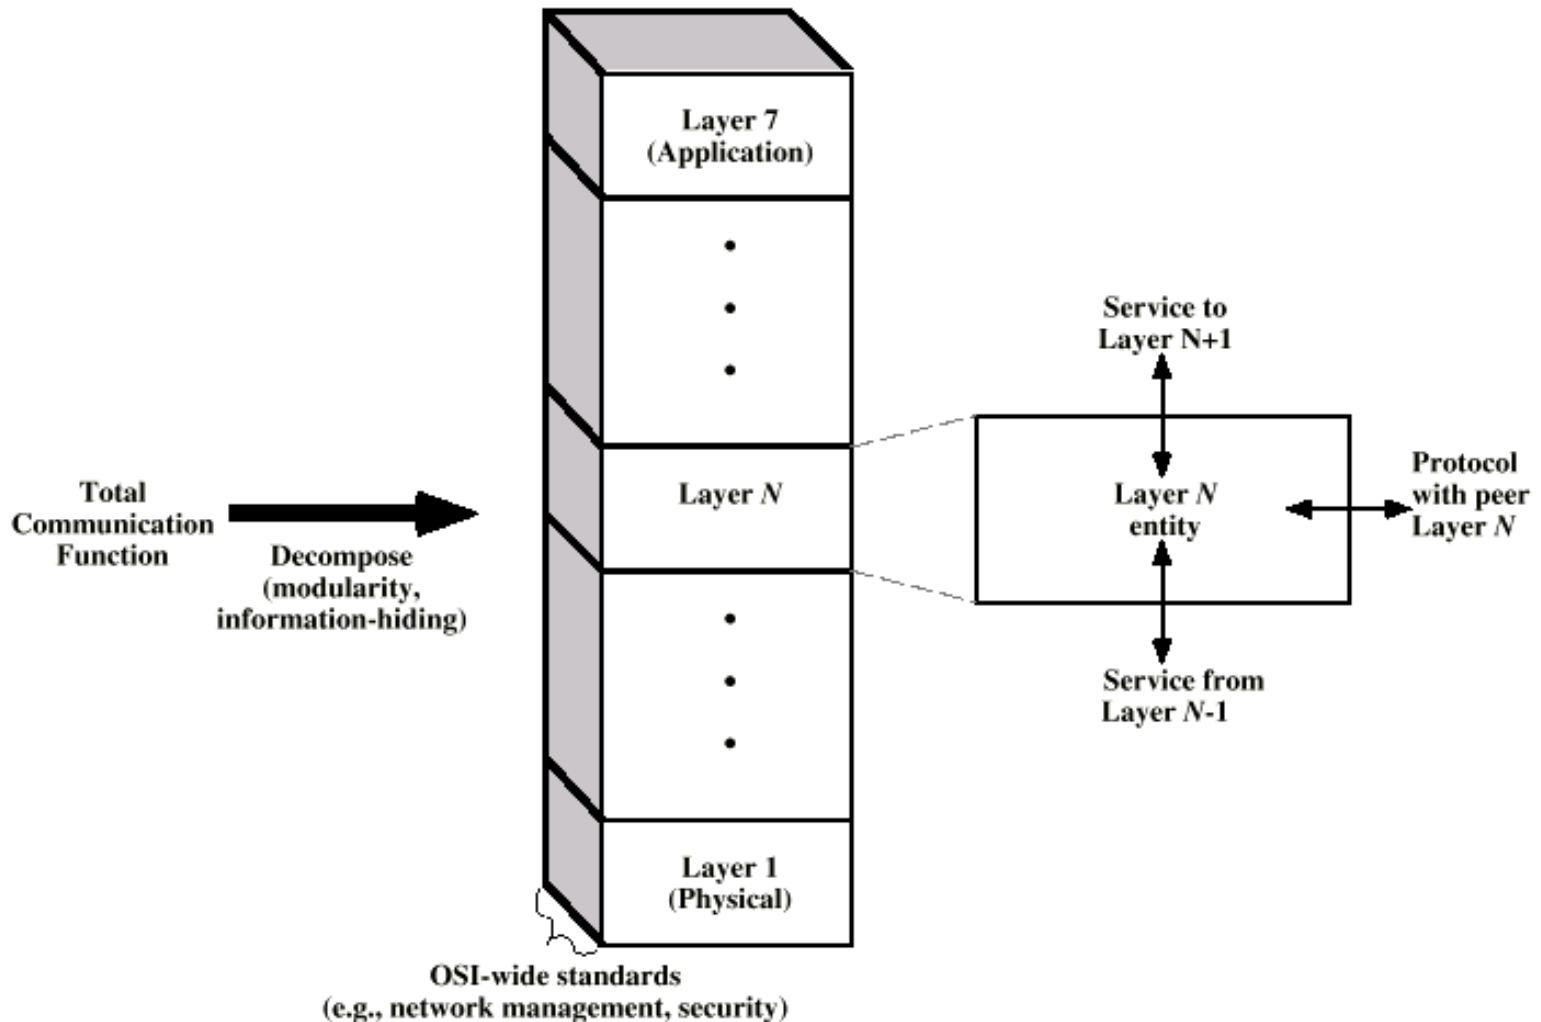 Layer 7
(Application)
Service to
Layer N+1
Total
Communication
Function
Decompose
(modularity,
information-hiding)
Layer N
Layer N
entity
Protocol
with peer
Layer N
Service from
Layer N-1
Layer 1
(Physical)
OSI-wide standards
(e.g., network management, security)